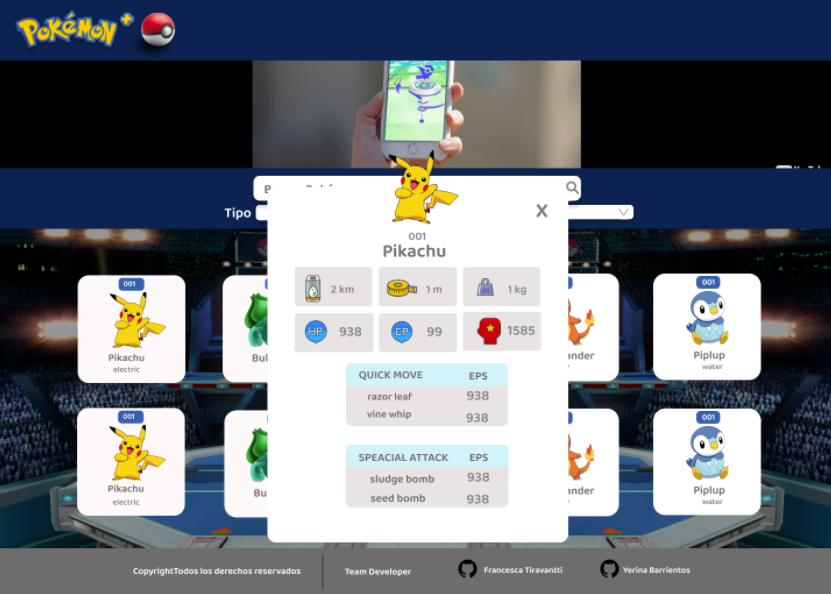 POKéMON
Tipo
X
001
Pikachu
2 km
1 m
1 kg
HP 938
CP 99
1585
QUICK MOVE EPS
razor leaf 938
vine whip 938
SPEACIAL ATTACK EPS
sludge bomb 938
seed bomb 938
001
Pikachu
electric
Bul
ander
001
Piplup
water
001
Pikachu
electric
Bu
ander
001
Piplup
water
CopyrightTodos los derechos reservados
Team Developer
Francesca Tiravantti
Yerina Barrientos